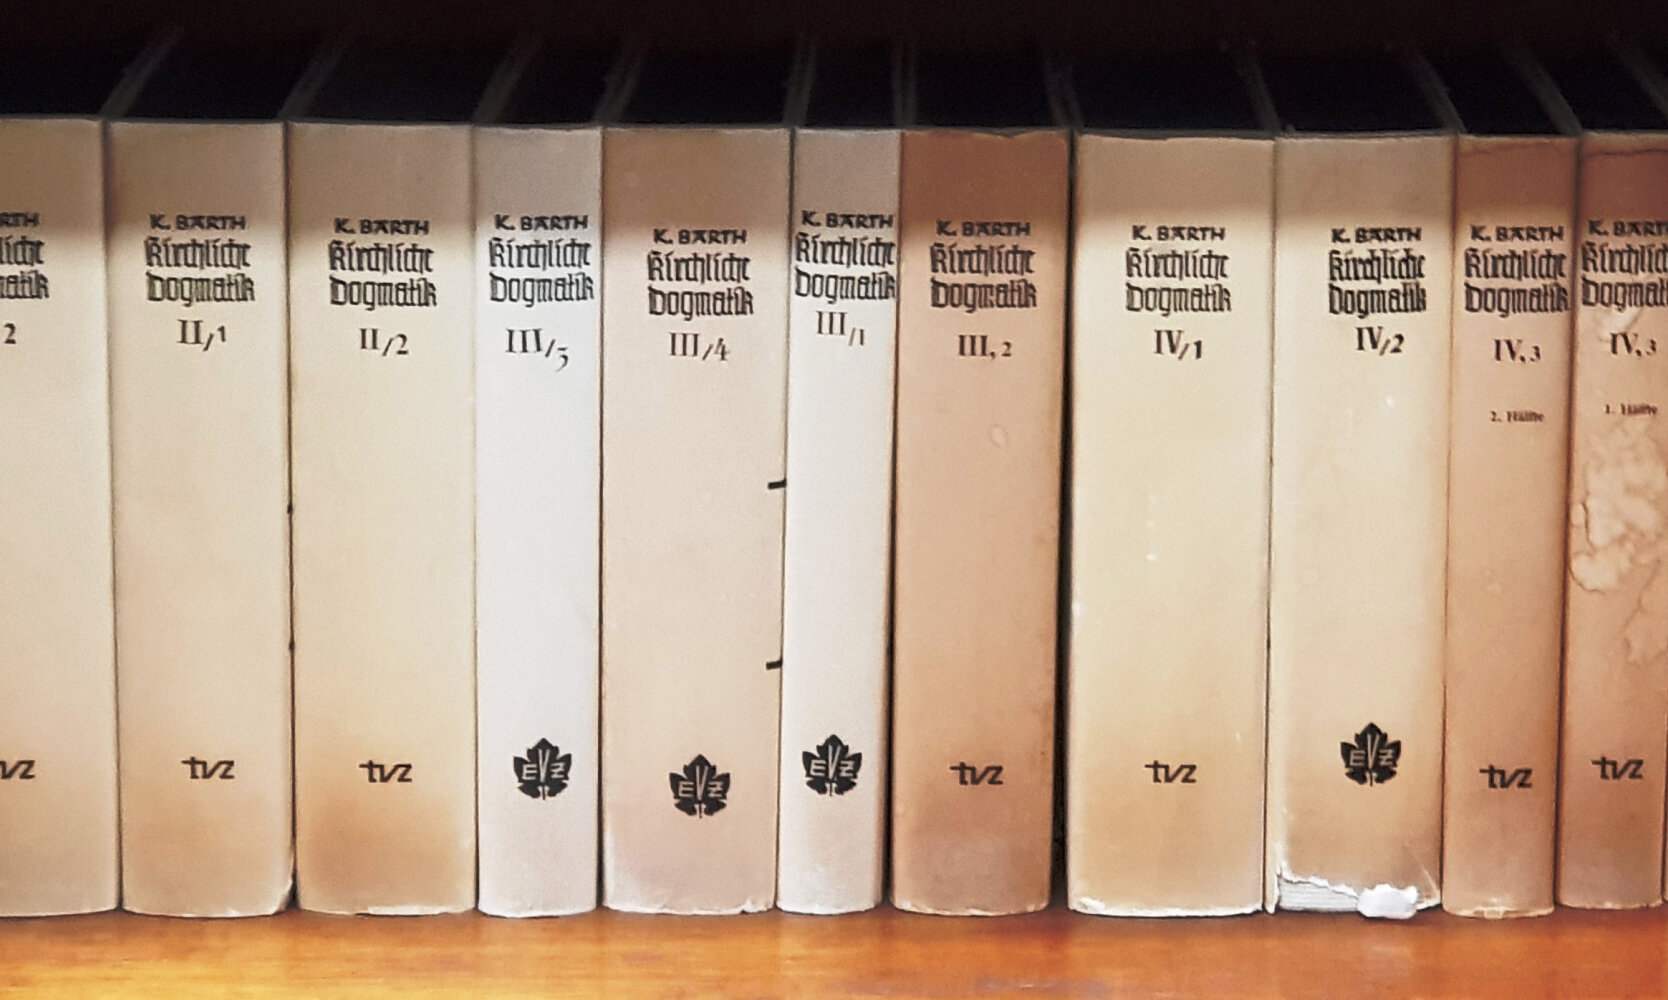 2
K. BARTH
Kirchliche
Dogmatik
II/1
tvz
K. BARTH
Kirchliche
Dogmatik
II/2
tvz
K. BARTH
Kirchliche
Dogmatik
III/3
EVZ
K. BARTH
Kirchliche
Dogmatik
III/4
EVZ
K. BARTH
Kirchliche
Dogmatik
III/1
EVZ
K. BARTH
Kirchliche
Dogmatik
III, 2
tvz
K. BARTH
Kirchliche
Dogmatik
IV/1
tvz
K. BARTH
Kirchliche
Dogmatik
IV/2
EVZ
K. BARTH
Kirchliche
Dogmatik
IV, 3
2. Hälfte
tvz
K. BART
IV, 3
1. Hälfte
tvz